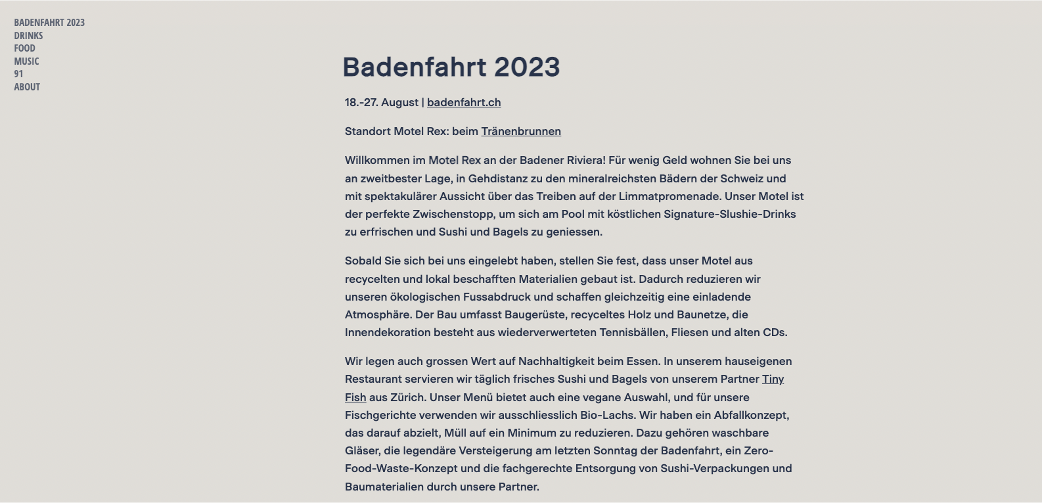 BADENFAHRT 2023
DRINKS
FOOD
MUSIC
91
ABOUT
Badenfahrt 2023
18.-27. August | badenfahrt.ch
Standort Motel Rex: beim Tränenbrunnen
Willkommen im Motel Rex an der Badener Riviera! Für wenig Geld wohnen Sie bei uns
an zweitbester Lage, in Gehdistanz zu den mineralreichsten Bädern der Schweiz und
mit spektakulärer Aussicht über das Treiben auf der Limmatpromenade. Unser Motel ist
der perfekte Zwischenstopp, um sich am Pool mit köstlichen Signature-Slushie-Drinks
zu erfrischen und Sushi und Bagels zu geniessen.
Sobald Sie sich bei uns eingelebt haben, stellen Sie fest, dass unser Motel aus
recycelten und lokal beschafften Materialien gebaut ist. Dadurch reduzieren wir
unseren ökologischen Fussabdruck und schaffen gleichzeitig eine einladende
Atmosphäre. Der Bau umfasst Baugerüste, recyceltes Holz und Baunetze, die
Innendekoration besteht aus wiederverwerteten Tennisbällen, Fliesen und alten CDs.
Wir legen auch grossen Wert auf Nachhaltigkeit beim Essen. In unserem hauseigenen
Restaurant servieren wir täglich frisches Sushi und Bagels von unserem Partner Tiny
Fish aus Zürich. Unser Menü bietet auch eine vegane Auswahl, und für unsere
Fischgerichte verwenden wir ausschliesslich Bio-Lachs. Wir haben ein Abfallkonzept,
das darauf abzielt, Müll auf ein Minimum zu reduzieren. Dazu gehören waschbare
Gläser, die legendäre Versteigerung am letzten Sonntag der Badenfahrt, ein Zero-
Food-Waste-Konzept und die fachgerechte Entsorgung von Sushi-Verpackungen und
Baumaterialien durch unsere Partner.